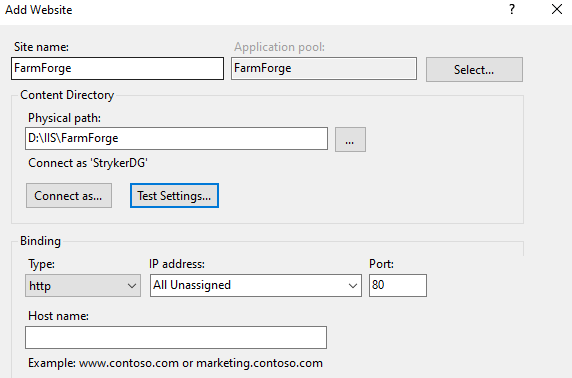 Add Website
Site name:
Application pool:
FarmForge
FarmForge
Select...
Content Directory
Physical path:
D:\IIS\FarmForge
...
Connect as 'StrykerDG'
Connect as...
Test Settings...
Binding
Type:
IP address:
Port:
http
All Unassigned
80
Host name:
Example: www.contoso.com or marketing.contoso.com